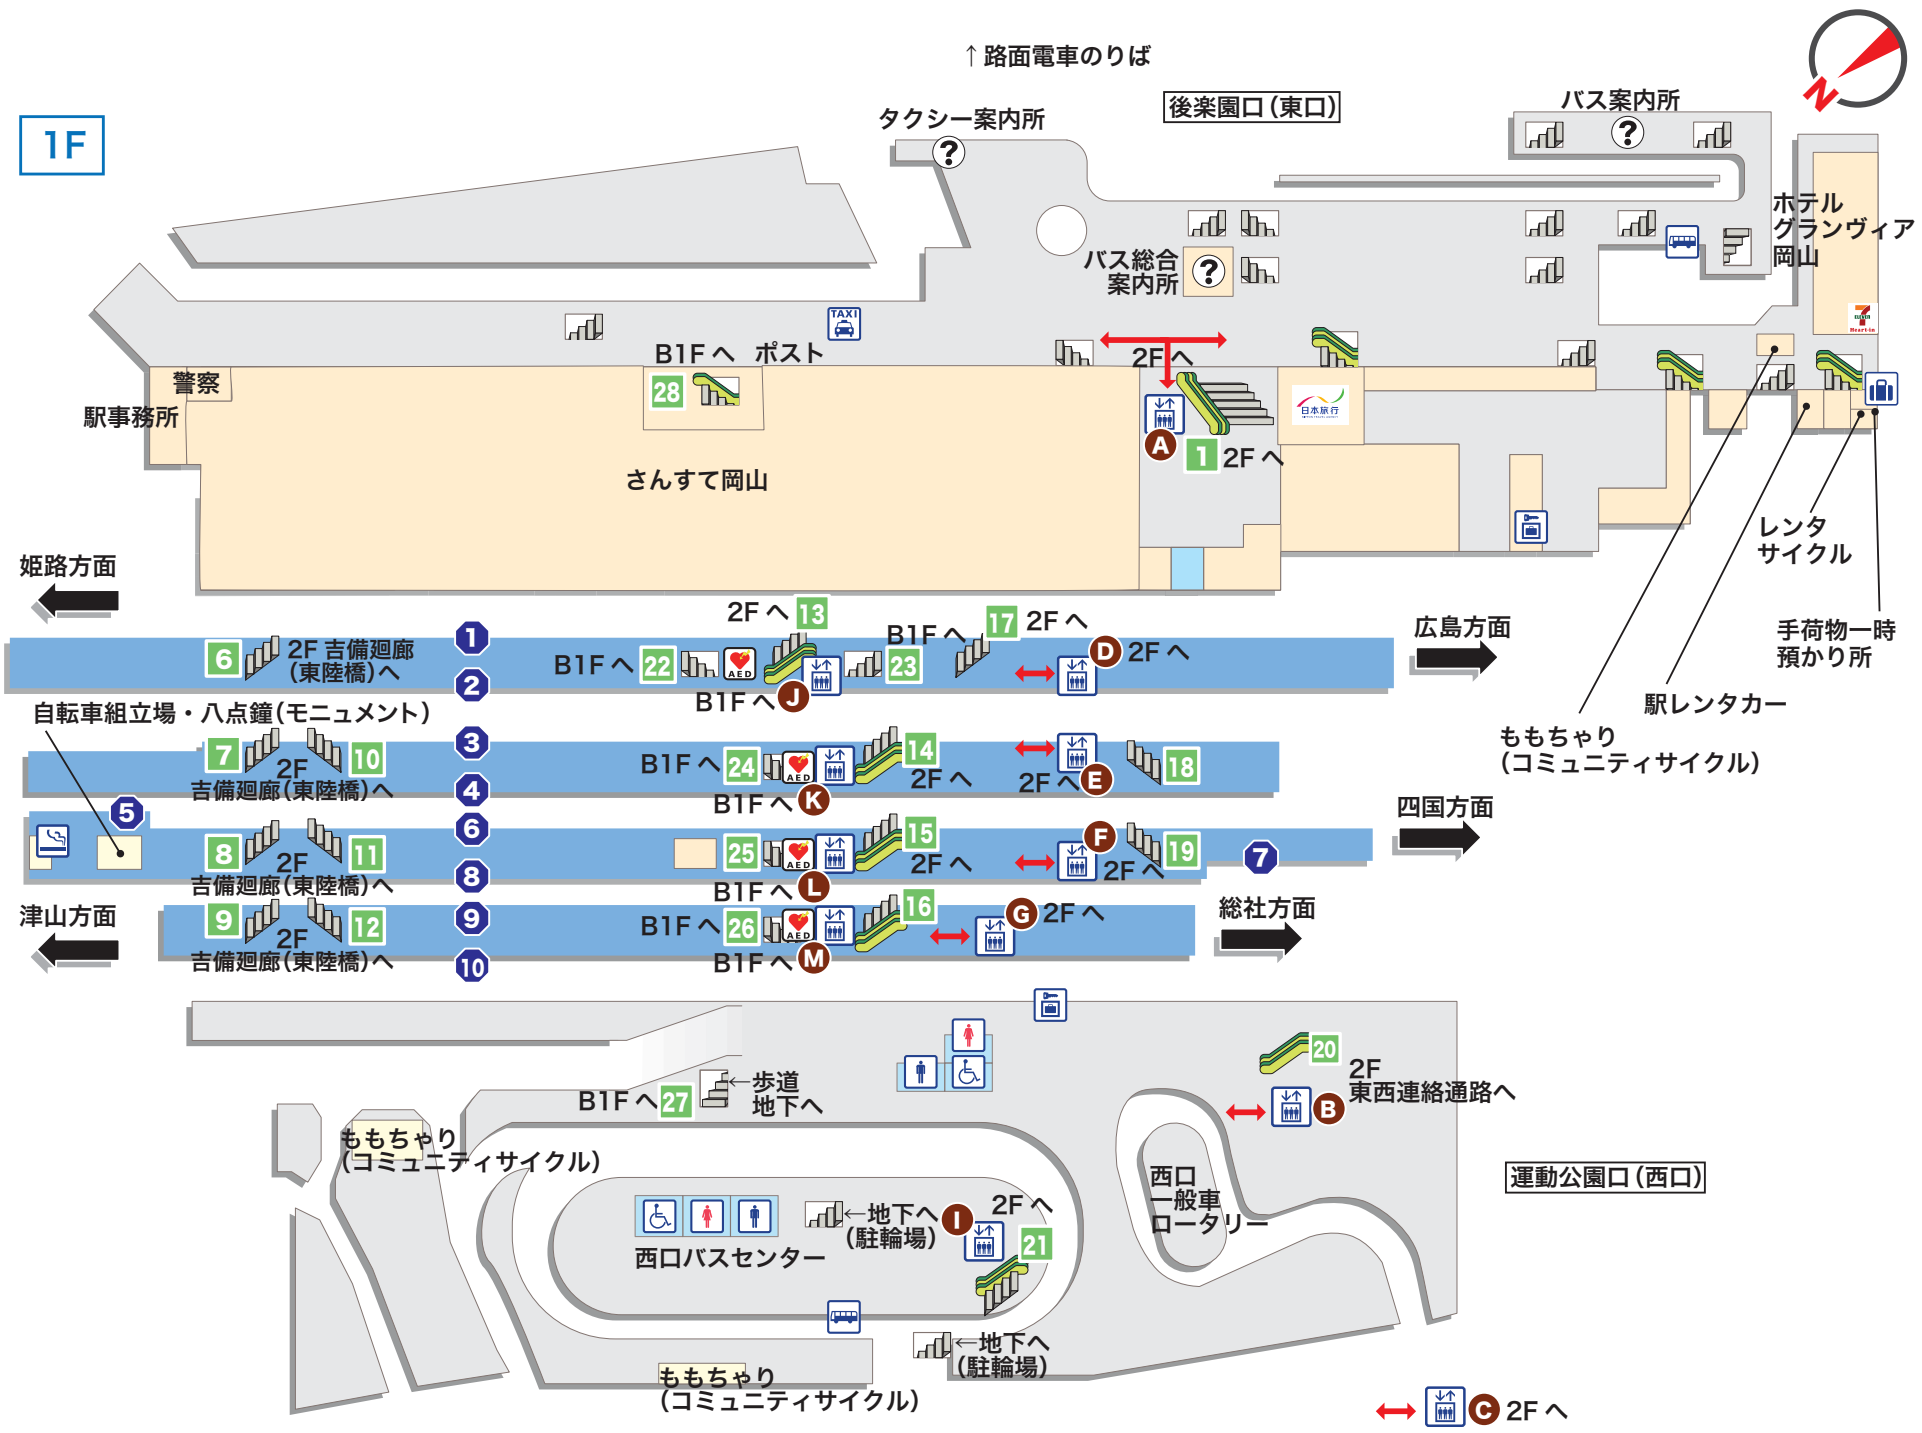 1F
↑路面電車のりば
後楽園口(東口)
タクシー案内所
バス案内所
N
ホテル
グランヴィア
岡山
バス総合
案内所
TAXI
B1Fへ
ポスト
28
警察
駅事務所
2Fへ
A
1
2Fへ
日本旅行
さんすて岡山
レンタ
サイクル
手荷物一時
預かり所
駅レンタカー
ももちゃり
(コミュニティサイクル)
姫路方面
広島方面
1
2
6
2F 吉備廻廊
(東陸橋)へ
B1Fへ
22
AED
2Fへ
13
B1Fへ
J
23
B1Fへ
17
2Fへ
D
2Fへ
自転車組立場・八点鐘(モニュメント)
3
4
7
10
2F
吉備廻廊(東陸橋)へ
B1Fへ
24
AED
B1Fへ
K
14
2Fへ
2Fへ
E
18
四国方面
5
6
8
7
8
11
2F
吉備廻廊(東陸橋)へ
25
AED
B1Fへ
L
15
2Fへ
F
2Fへ
19
津山方面
総社方面
9
10
9
12
2F
吉備廻廊(東陸橋)へ
B1Fへ
26
AED
B1Fへ
M
16
G
2Fへ
B1Fへ
27
←歩道
地下へ
20
2F
東西連絡通路へ
B
ももちゃり
(コミュニティサイクル)
運動公園口(西口)
西口
一般車
ロータリー
西口バスセンター
←地下へ
(駐輪場)
I
2Fへ
21
←地下へ
(駐輪場)
ももちゃり
(コミュニティサイクル)
C
2Fへ